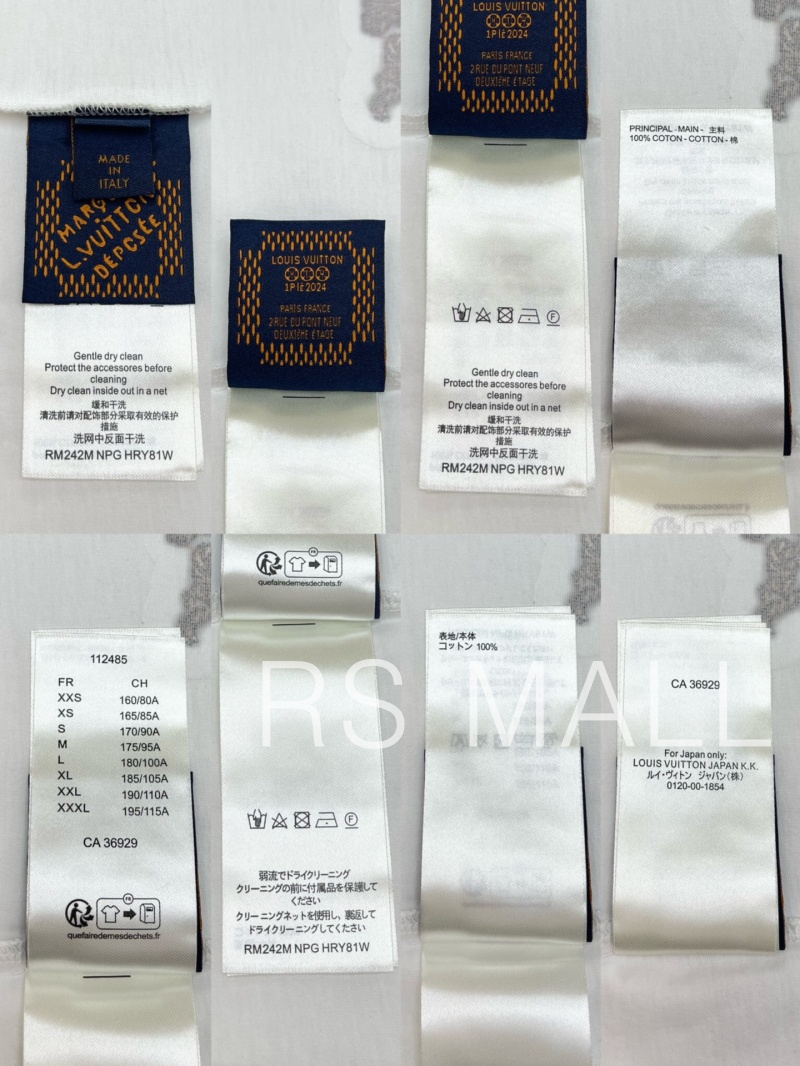 MADE
IN
ITALY
MARQUE
L.VUITTON
DÉPOSÉE
Gentle dry clean
Protect the accessores before
cleaning
Dry clean inside out in a net
缓和干洗
清洗前请对配饰部分采取有效的保护
措施
洗网中反面干洗
RM242M NPG HRY81W
LOUIS VUITTON
1Plé2024
PARIS FRANCE
2 RUE DU PONT NEUF
DEUXIÈME ÉTAGE
LOUIS VUITTON
1Plé2024
PARIS FRANCE
2 RUE DU PONT NEUF
DEUXIÈME ÉTAGE
F
Gentle dry clean
Protect the accessores before
cleaning
Dry clean inside out in a net
缓和干洗
清洗前请对配饰部分采取有效的保护
措施
洗网中反面干洗
RM242M NPG HRY81W
PRINCIPAL - MAIN - 主料
100% COTON - COTTON - 棉
112485
FR CH
XXS 160/80A
XS 165/85A
S 170/90A
M 175/95A
L 180/100A
XL 185/105A
XXL 190/110A
XXXL 195/115A
CA 36929
FR
quefairedemesdechets.fr
FR
quefairedemesdechets.fr
F
弱流でドライクリーニング
クリーニングの前に付属品を保護して
ください
クリーニングネットを使用し、裏返して
ドライクリーニングしてください
RM242M NPG HRY81W
表地/本体
コットン 100%
CA 36929
For Japan only:
LOUIS VUITTON JAPAN K.K.
ルイ・ヴィトン ジャパン(株)
0120-00-1854
RS MALL